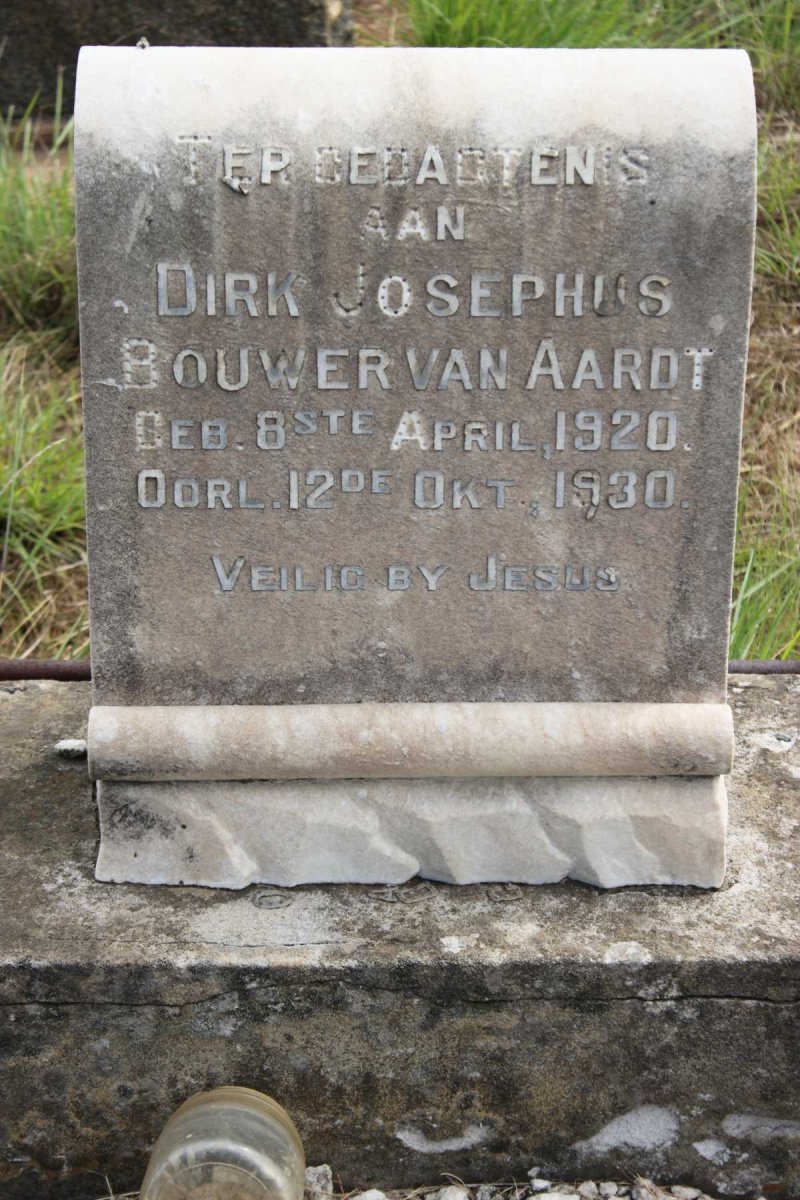 TER GEDAGTENIS
AAN
DIRK JOSEPHUS
BOUWER VAN AARDT
GEB. 8STE APRIL, 1920.
OORL. 12DE OKT., 1930.
VEILIG BY JESUS